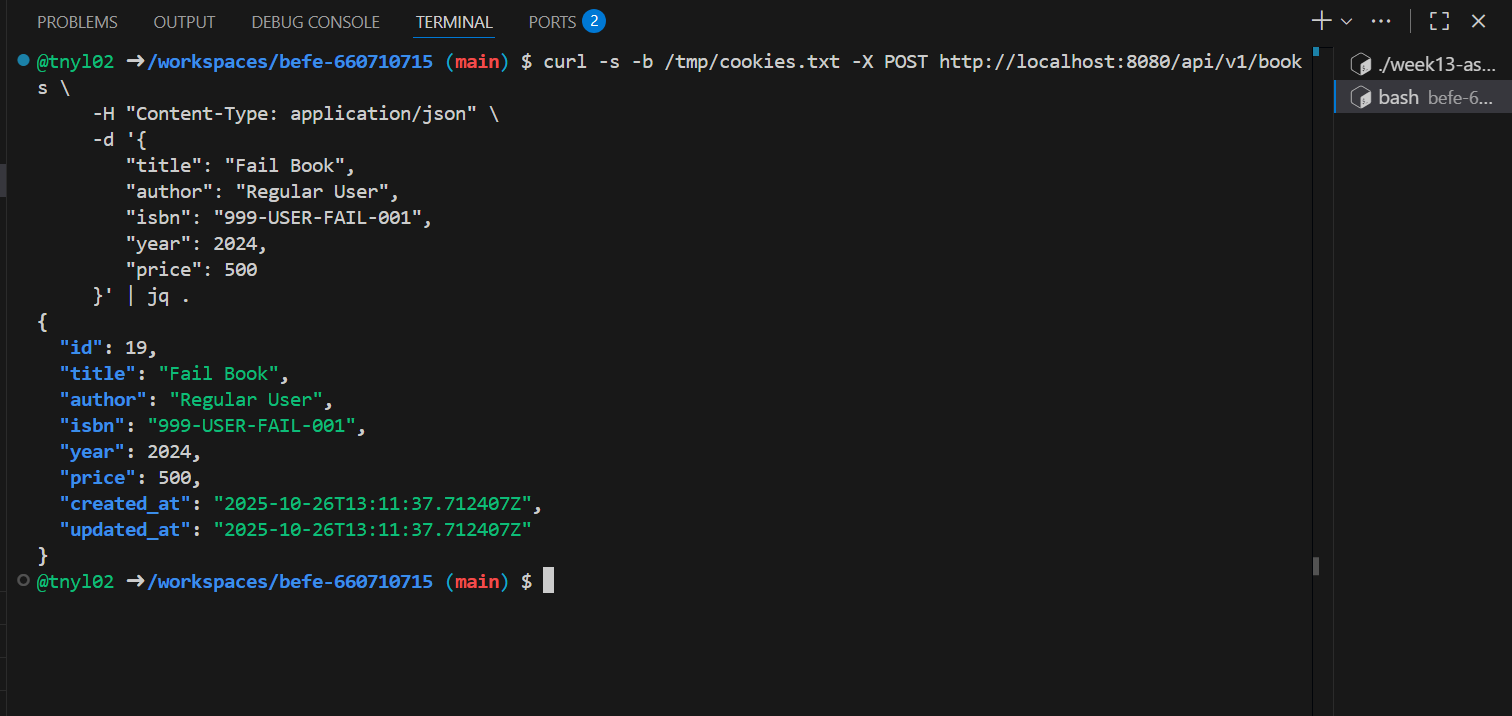 PROBLEMS OUTPUT DEBUG CONSOLE TERMINAL PORTS 2
@tnyl02 ➜/workspaces/befe-660710715 (main) $ curl -s -b /tmp/cookies.txt -X POST http://localhost:8080/api/v1/book
s \
-H "Content-Type: application/json" \
-d '{
"title": "Fail Book",
"author": "Regular User",
"isbn": "999-USER-FAIL-001",
"year": 2024,
"price": 500
}' | jq .
{
"id": 19,
"title": "Fail Book",
"author": "Regular User",
"isbn": "999-USER-FAIL-001",
"year": 2024,
"price": 500,
"created_at": "2025-10-26T13:11:37.712407Z",
"updated_at": "2025-10-26T13:11:37.712407Z"
}
@tnyl02 ➜/workspaces/befe-660710715 (main) $
./week13-as...
bash befe-6...